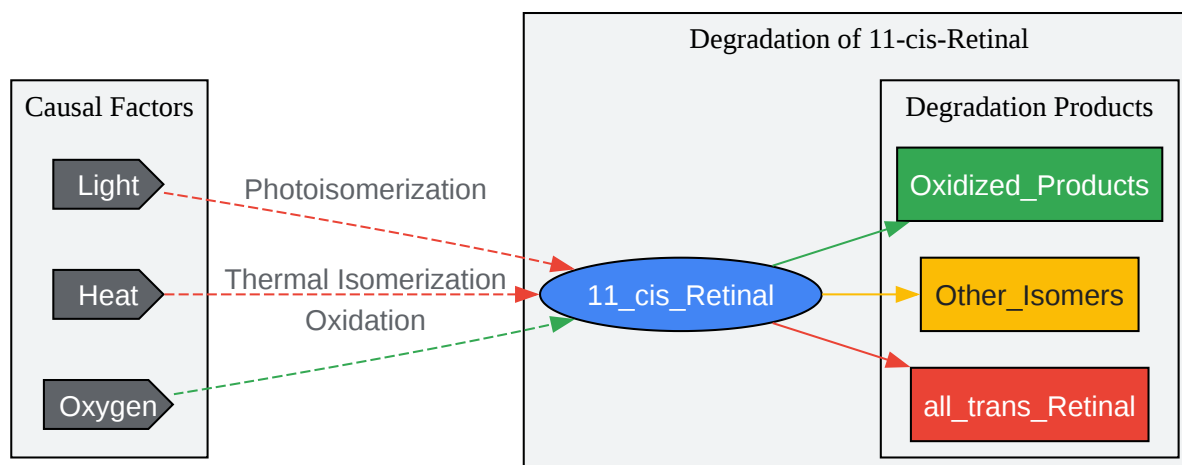 Degradation of 11-cis-Retinal
Causal Factors
Degradation Products
Light
Photoisomerization
Oxidized_Products
Heat
Thermal Isomerization
11_cis_Retinal
Other_Isomers
Oxidation
Oxygen
all_trans_Retinal